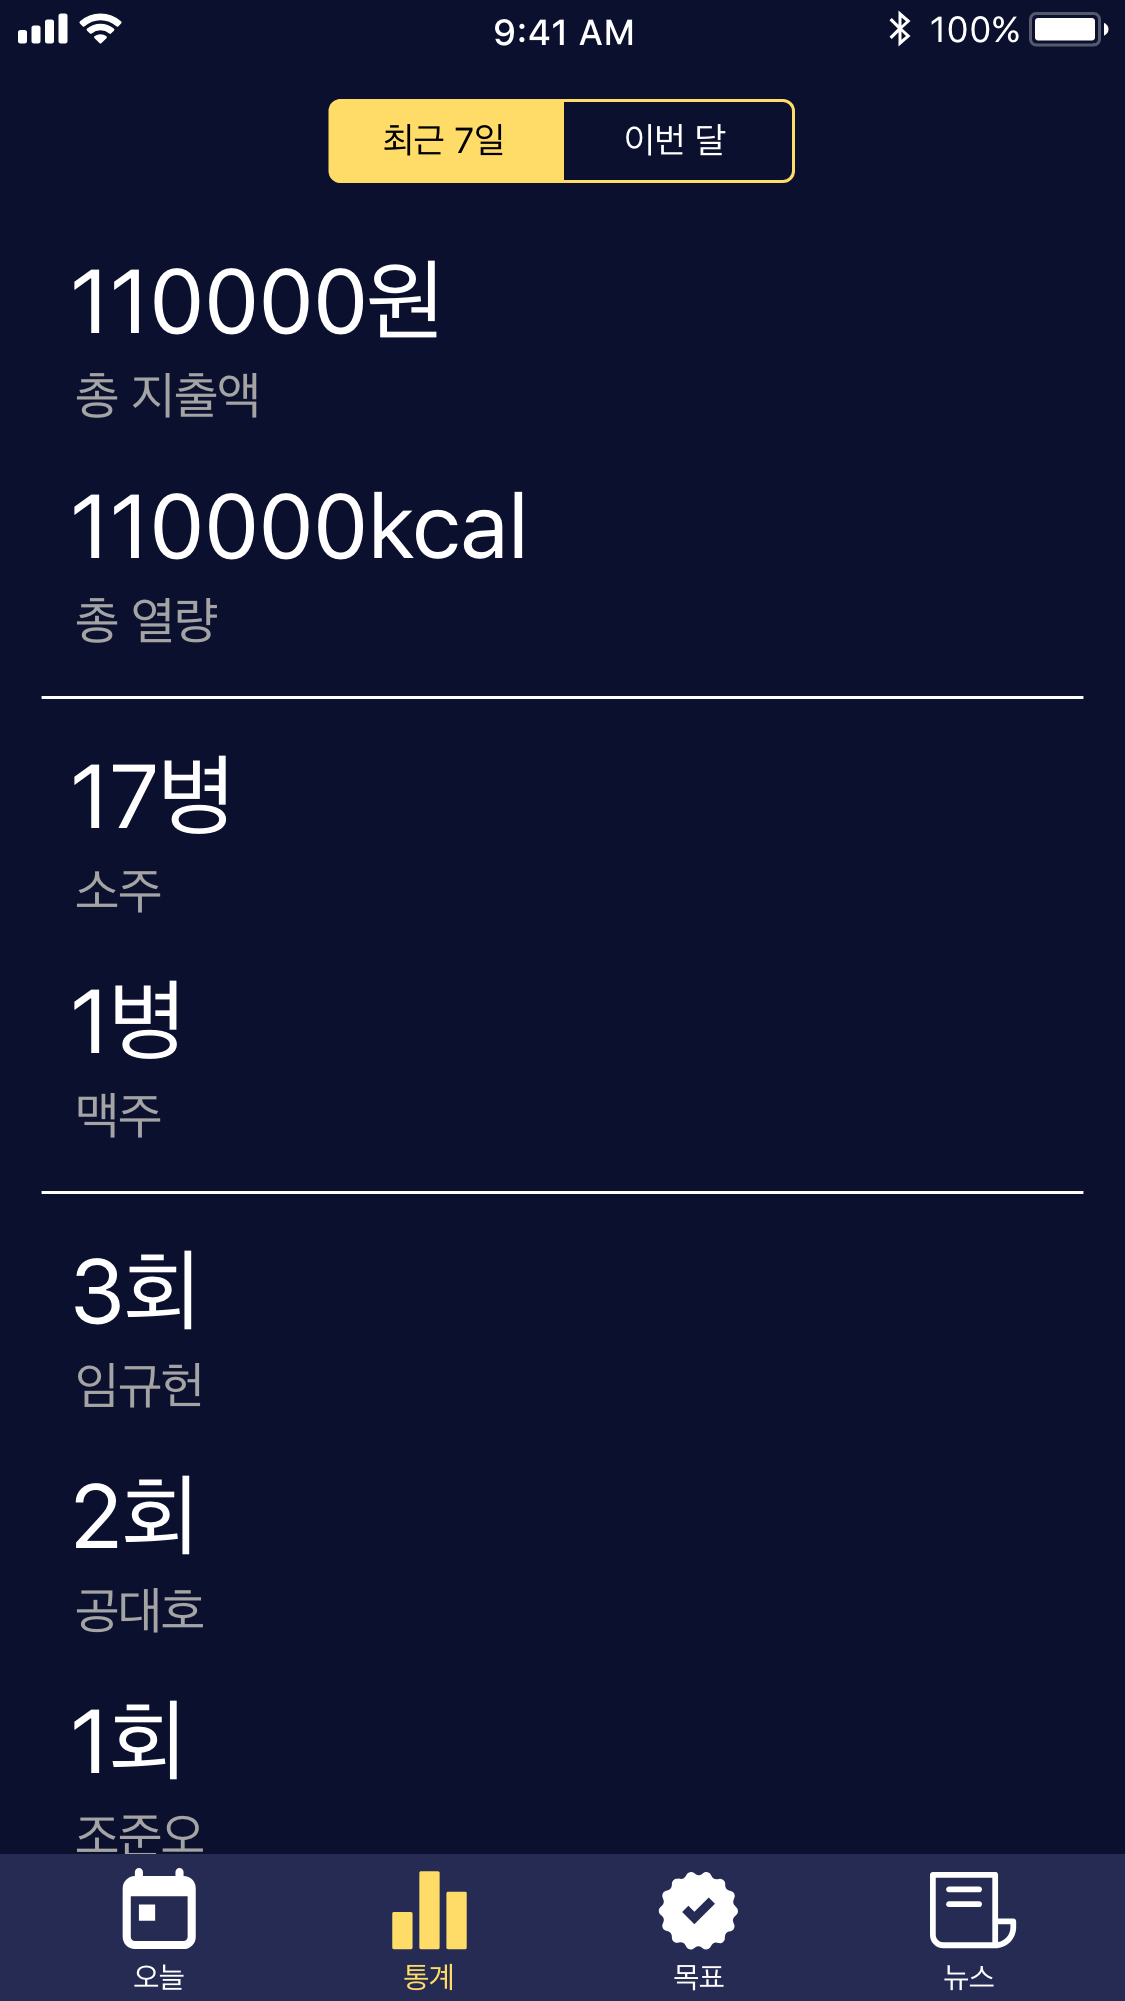 9:41 AM 100%
최근 7일 이번 달
110000원
총 지출액
110000kcal
총 열량
17병
소주
1병
맥주
3회
임규헌
2회
공대호
1회
조준오
오늘 통계 목표 뉴스